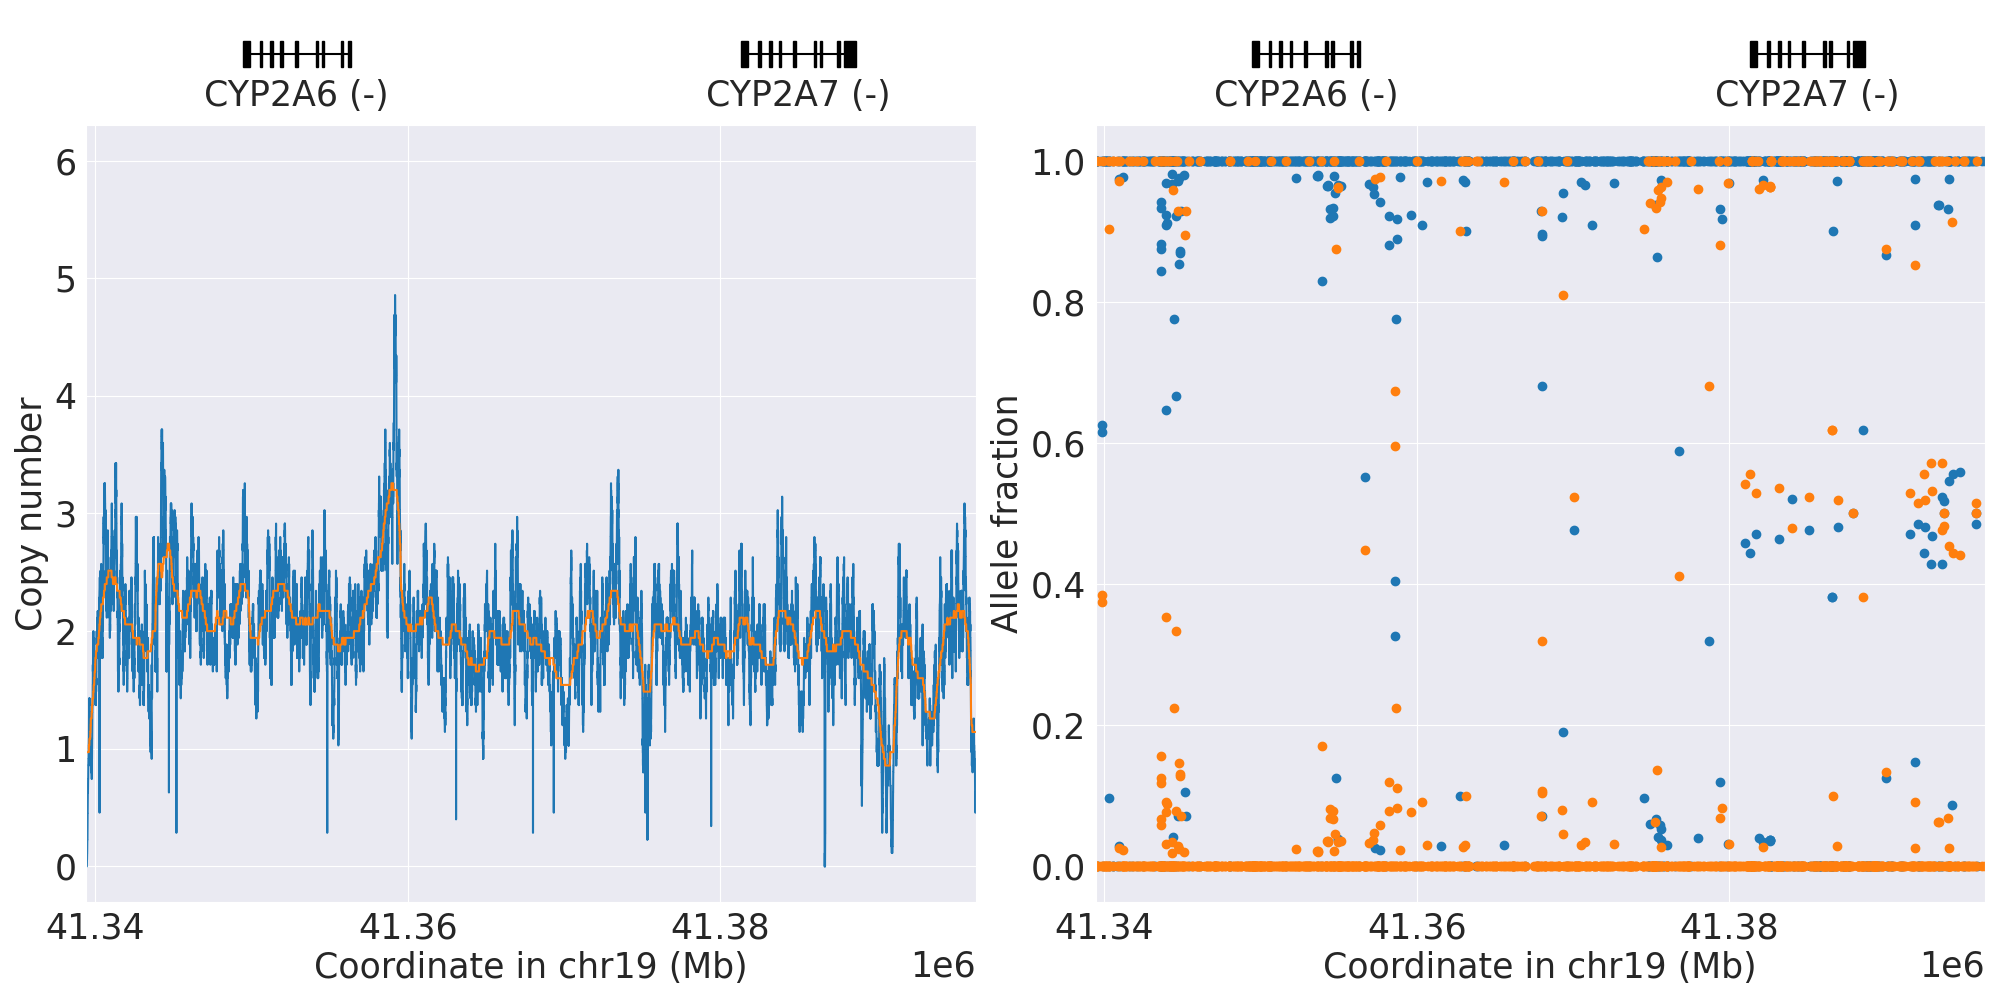 CYP2A6 (-)
CYP2A7 (-)
6
5
4
3
2
1
0
Copy number
41.34
41.36
41.38
Coordinate in chr19 (Mb)
1e6
CYP2A6 (-)
CYP2A7 (-)
1.0
0.8
0.6
0.4
0.2
0.0
Allele fraction
41.34
41.36
41.38
Coordinate in chr19 (Mb)
1e6